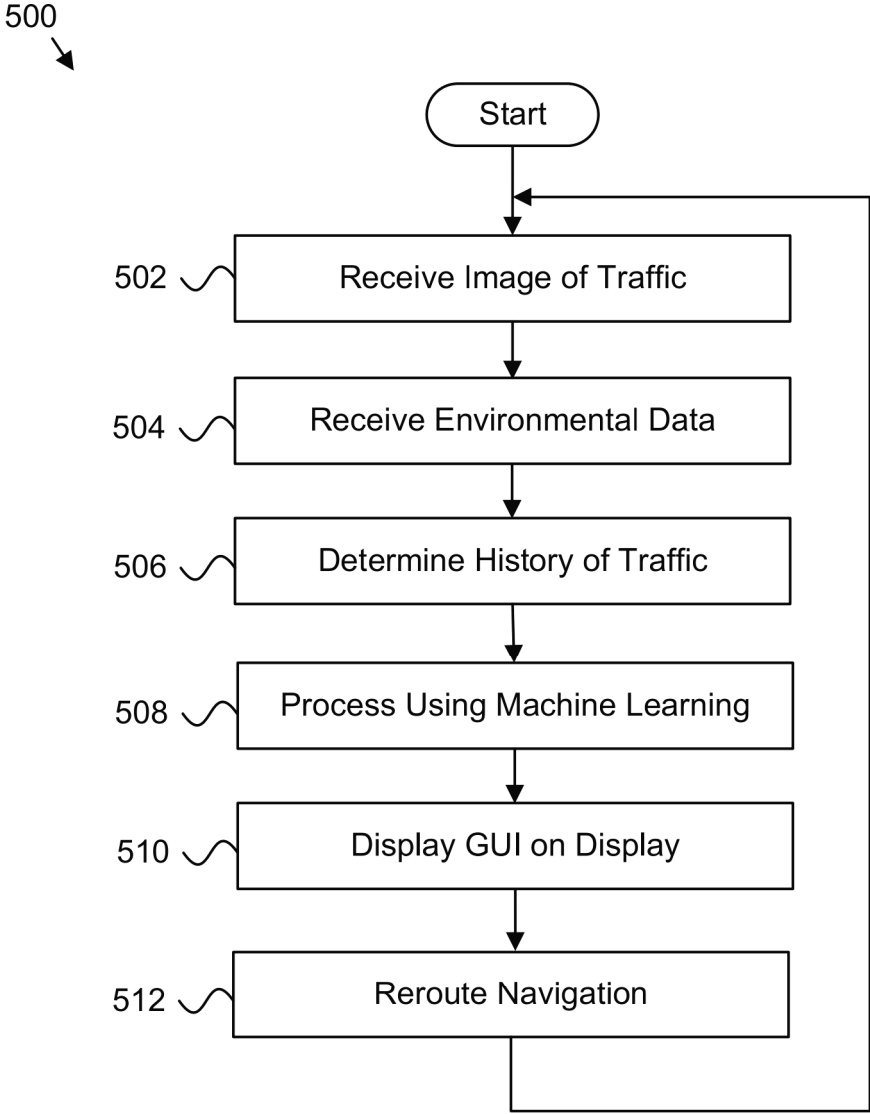 500
Start
502 Receive Image of Traffic
504 Receive Environmental Data
506 Determine History of Traffic
508 Process Using Machine Learning
510 Display GUI on Display
512 Reroute Navigation